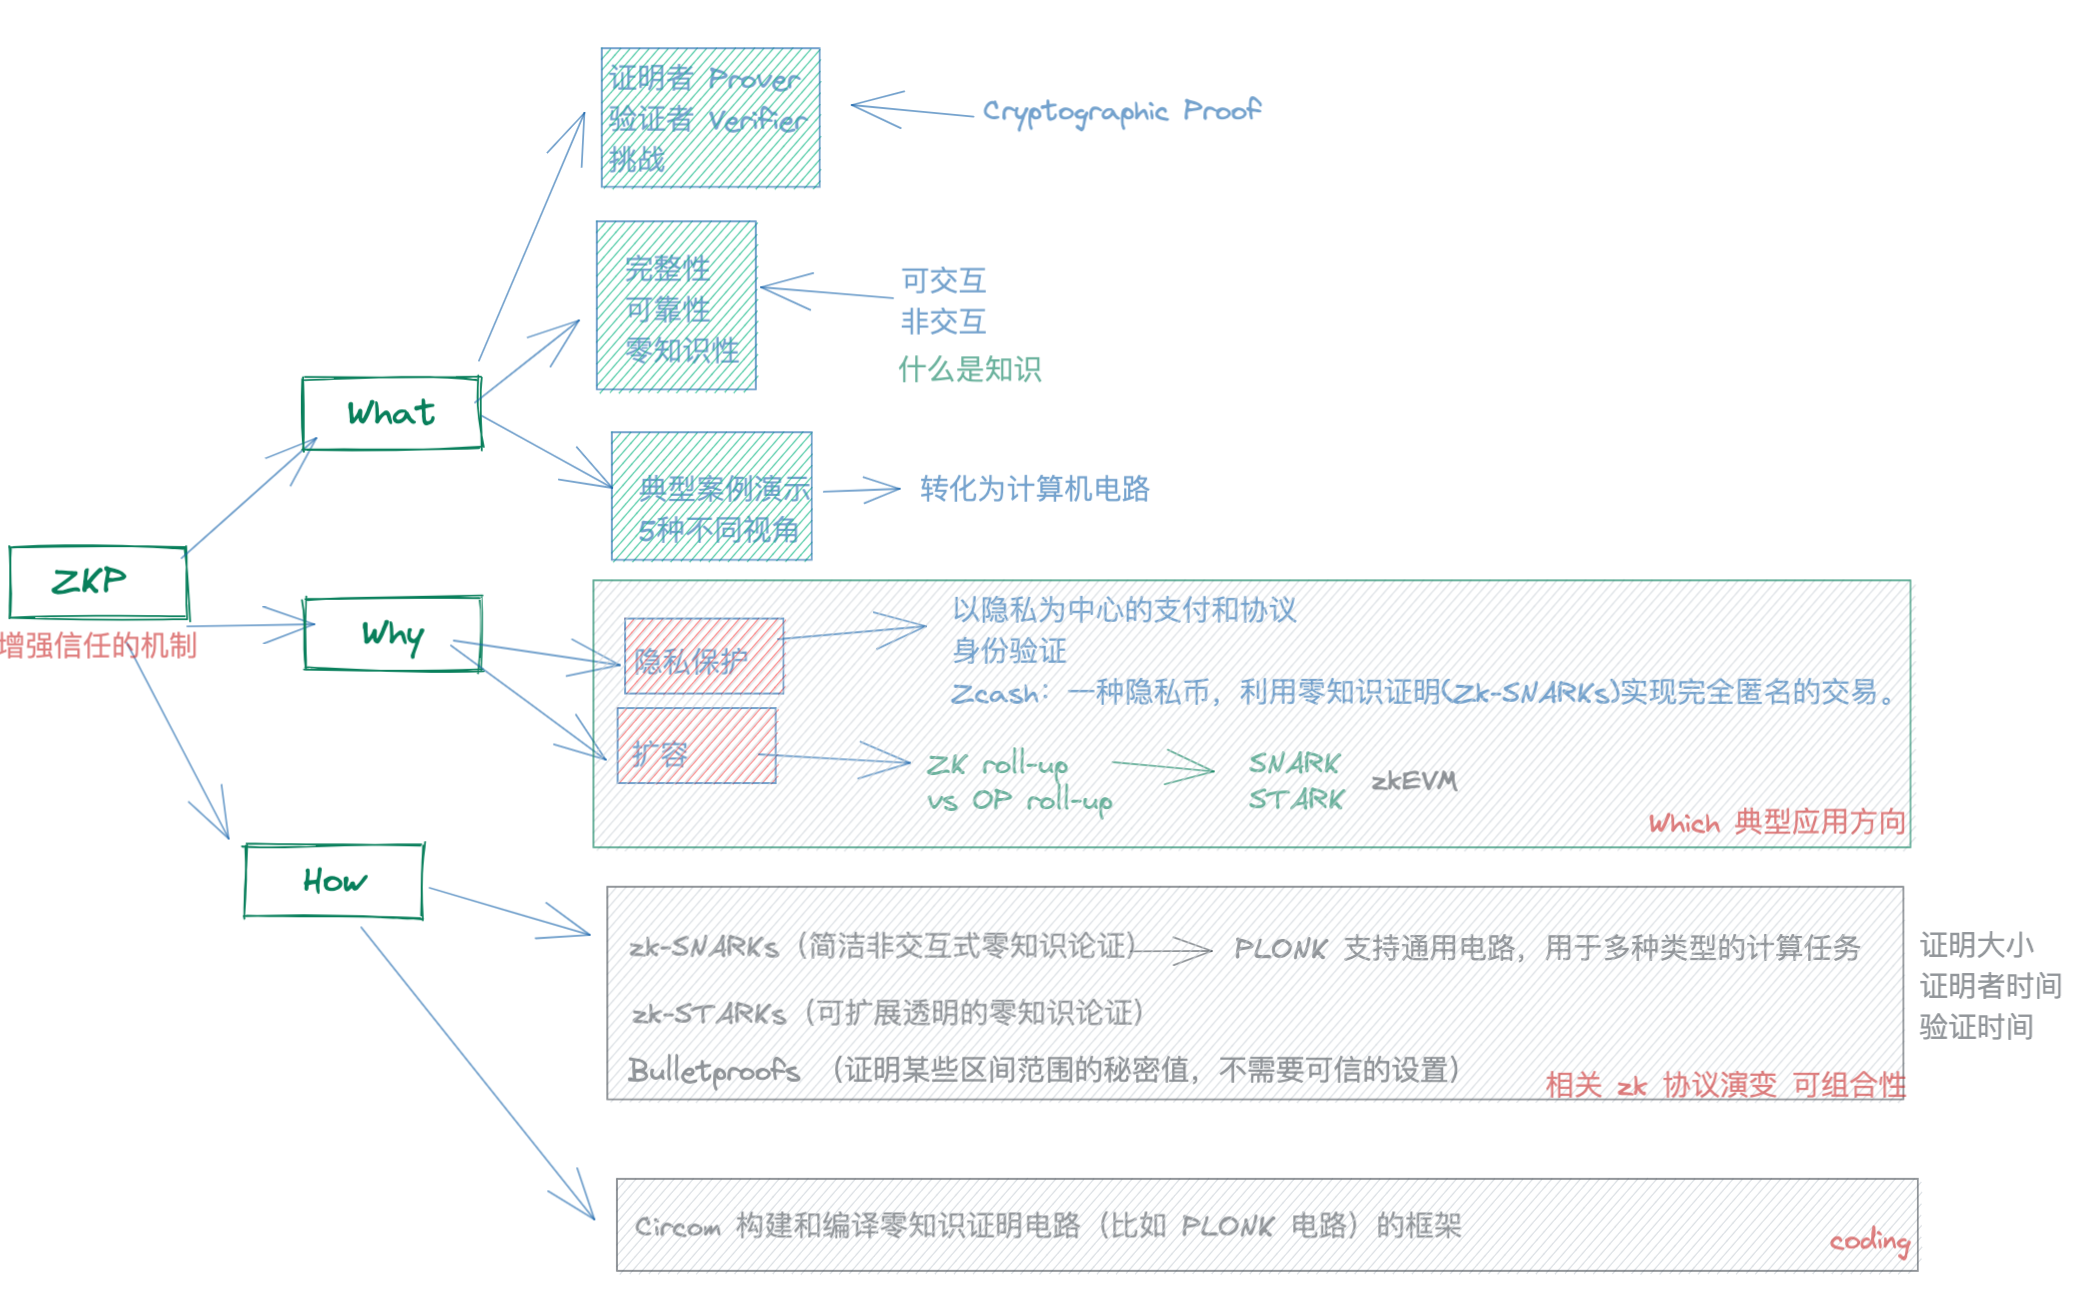 ZKP
增强信任的机制
What
证明者 Prover
验证者 Verifier
挑战
Cryptographic Proof
完整性
可靠性
零知识性
可交互
非交互
什么是知识
典型案例演示
5种不同视角
转化为计算机电路
Why
隐私保护
以隐私为中心的支付和协议
身份验证
Zcash：一种隐私币，利用零知识证明(Zk-SNARKs)实现完全匿名的交易。
扩容
ZK roll-up
vs OP roll-up
SNARK
STARK
zkEVM
Which 典型应用方向
How
zk-SNARKs（简洁非交互式零知识论证）
PLONK 支持通用电路，用于多种类型的计算任务
zk-STARKs（可扩展透明的零知识论证）
Bulletproofs （证明某些区间范围的秘密值，不需要可信的设置）
相关 zk 协议演变 可组合性
证明大小
证明者时间
验证时间
Circom 构建和编译零知识证明电路（比如 PLONK 电路）的框架
coding